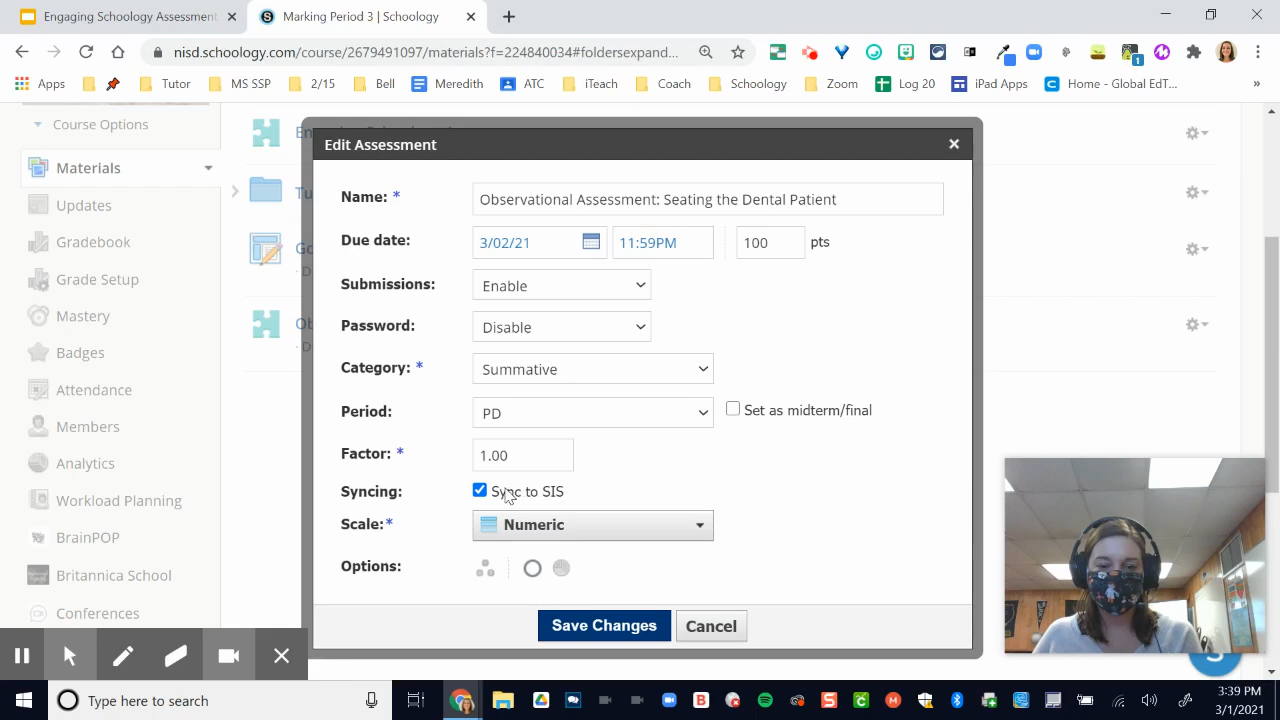 Engaging Schoology Assessment
Marking Period 3 | Schoology
nisd.schoology.com/course/2679491097/materials?f=224840034#foldersexpand...
Apps
Tutor
MS SSP
2/15
Bell
Meredith
ATC
iTeach
Coach
Schoology
Zoom
Log 20
iPad Apps
Home - Global EdT...
»
Course Options
Materials
Updates
Gradebook
Grade Setup
Mastery
Badges
Attendance
Members
Analytics
Workload Planning
BrainPOP
Britannica School
Conferences
Edit Assessment
Name: *
Observational Assessment: Seating the Dental Patient
Due date:
3/02/21
11:59PM
100
pts
Submissions:
Enable
Password:
Disable
Category: *
Summative
Period:
PD
Set as midterm/final
Factor: *
1.00
Syncing:
Sync to SIS
Scale:*
Numeric
Options:
Save Changes
Cancel
Type here to search
3:39 PM
3/1/2021